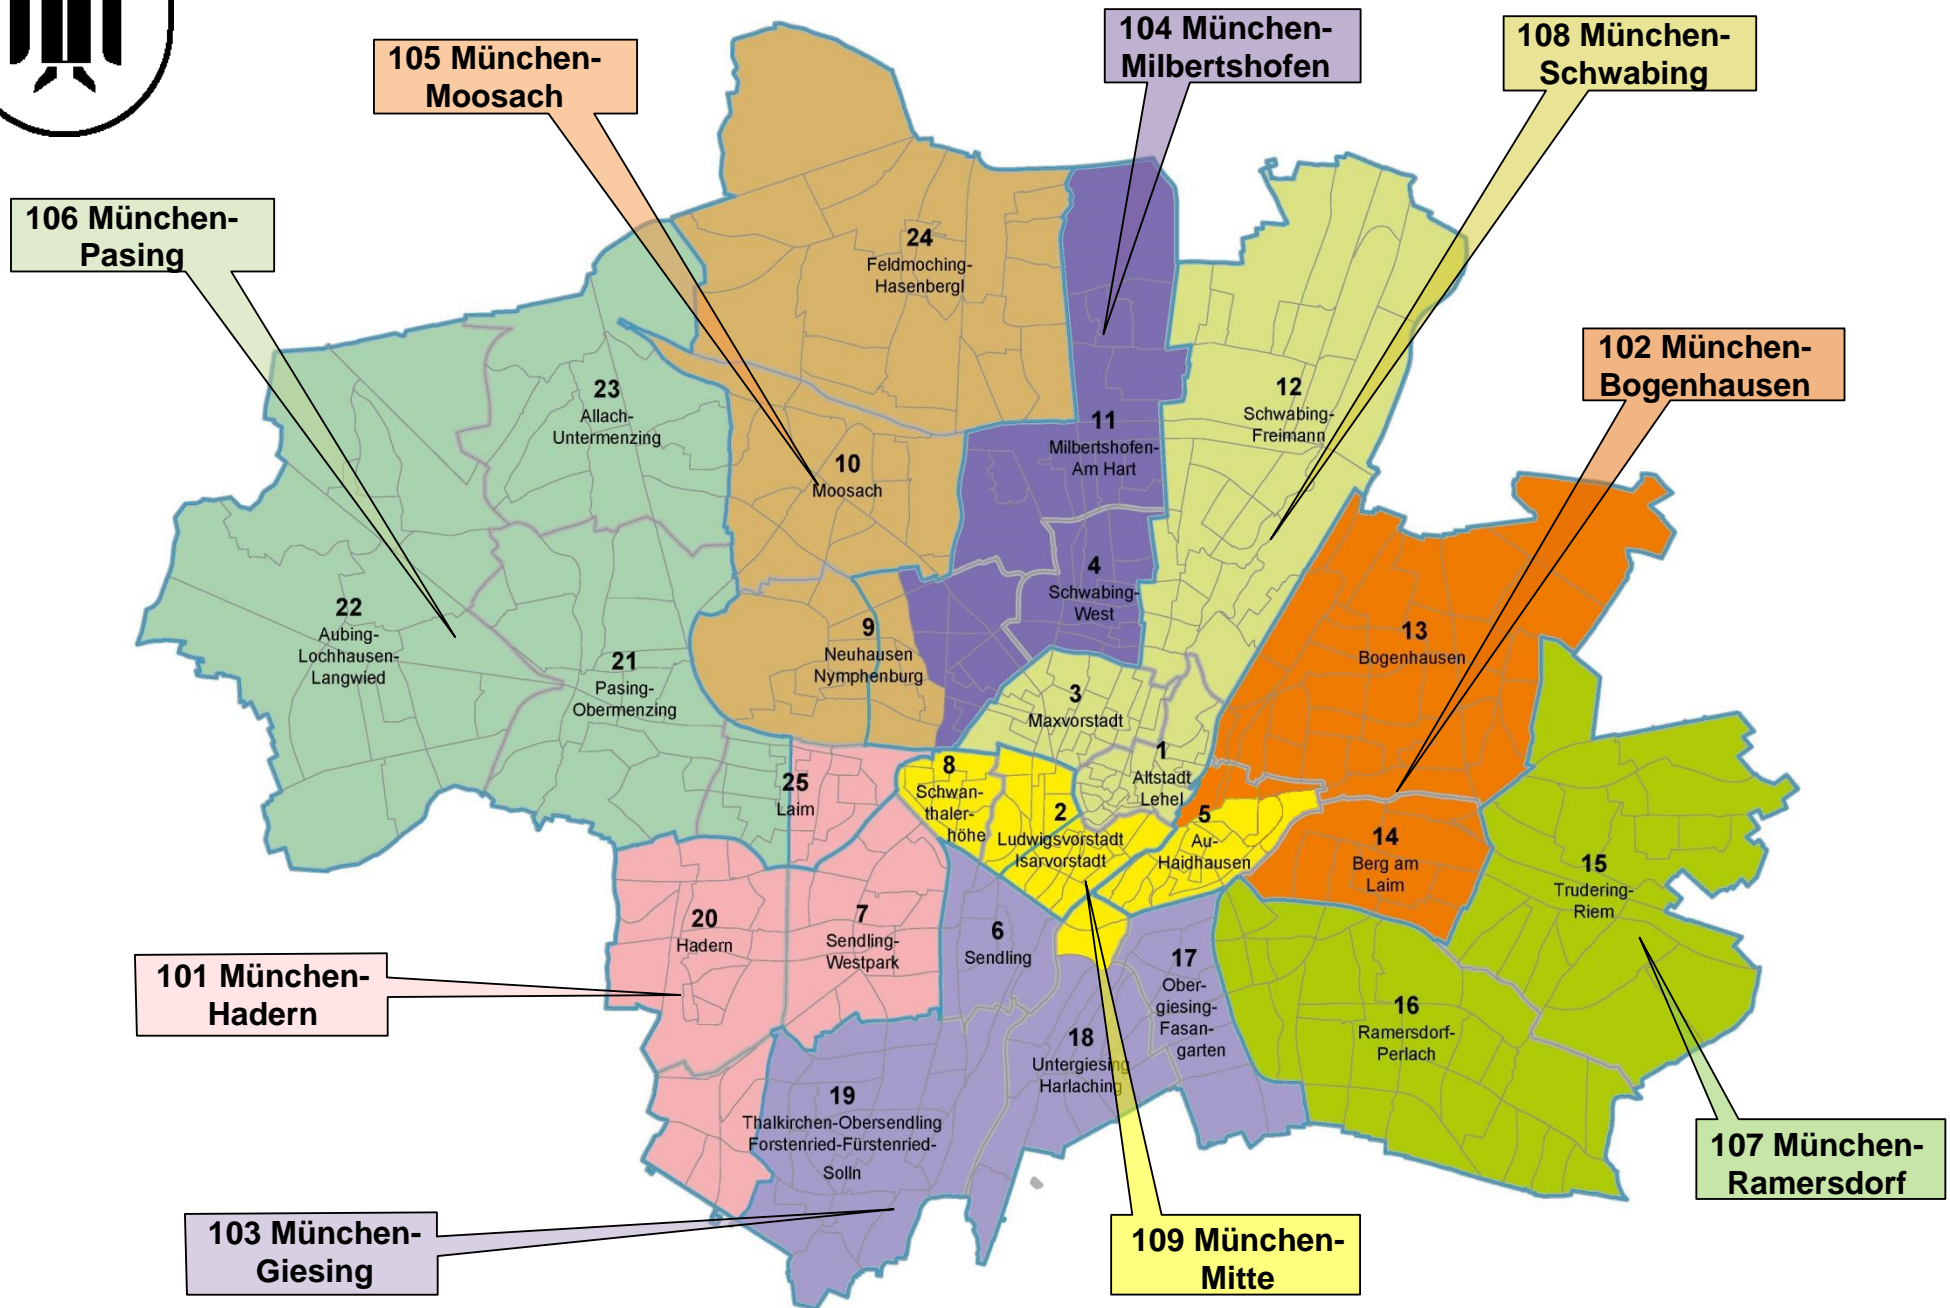 104 München-
Milbertshofen
108 München-
Schwabing
105 München-
Moosach
106 München-
Pasing
102 München-
Bogenhausen
24
Feldmoching-
Hasenbergl
23
Allach-
Untermenzing
12
Schwabing-
Freimann
11
Milbertshofen-
Am Hart
10
Moosach
4
Schwabing-
West
22
Aubing-
Lochhausen-
Langwied
21
Pasing-
Obermenzing
9
Neuhausen
Nymphenburg
13
Bogenhausen
3
Maxvorstadt
1
Altstadt
Lehel
25
Laim
8
Schwan-
thaler-
höhe
2
Ludwigsvorstadt
Isarvorstadt
5
Au-
Haidhausen
14
Berg am
Laim
15
Trudering-
Riem
20
Hadern
7
Sendling-
Westpark
6
Sendling
17
Ober-
giesing-
Fasan-
garten
16
Ramersdorf-
Perlach
18
Untergiesing
Harlaching
19
Thalkirchen-Obersendling
Forstenried-Fürstenried-
Solln
101 München-
Hadern
107 München-
Ramersdorf
103 München-
Giesing
109 München-
Mitte